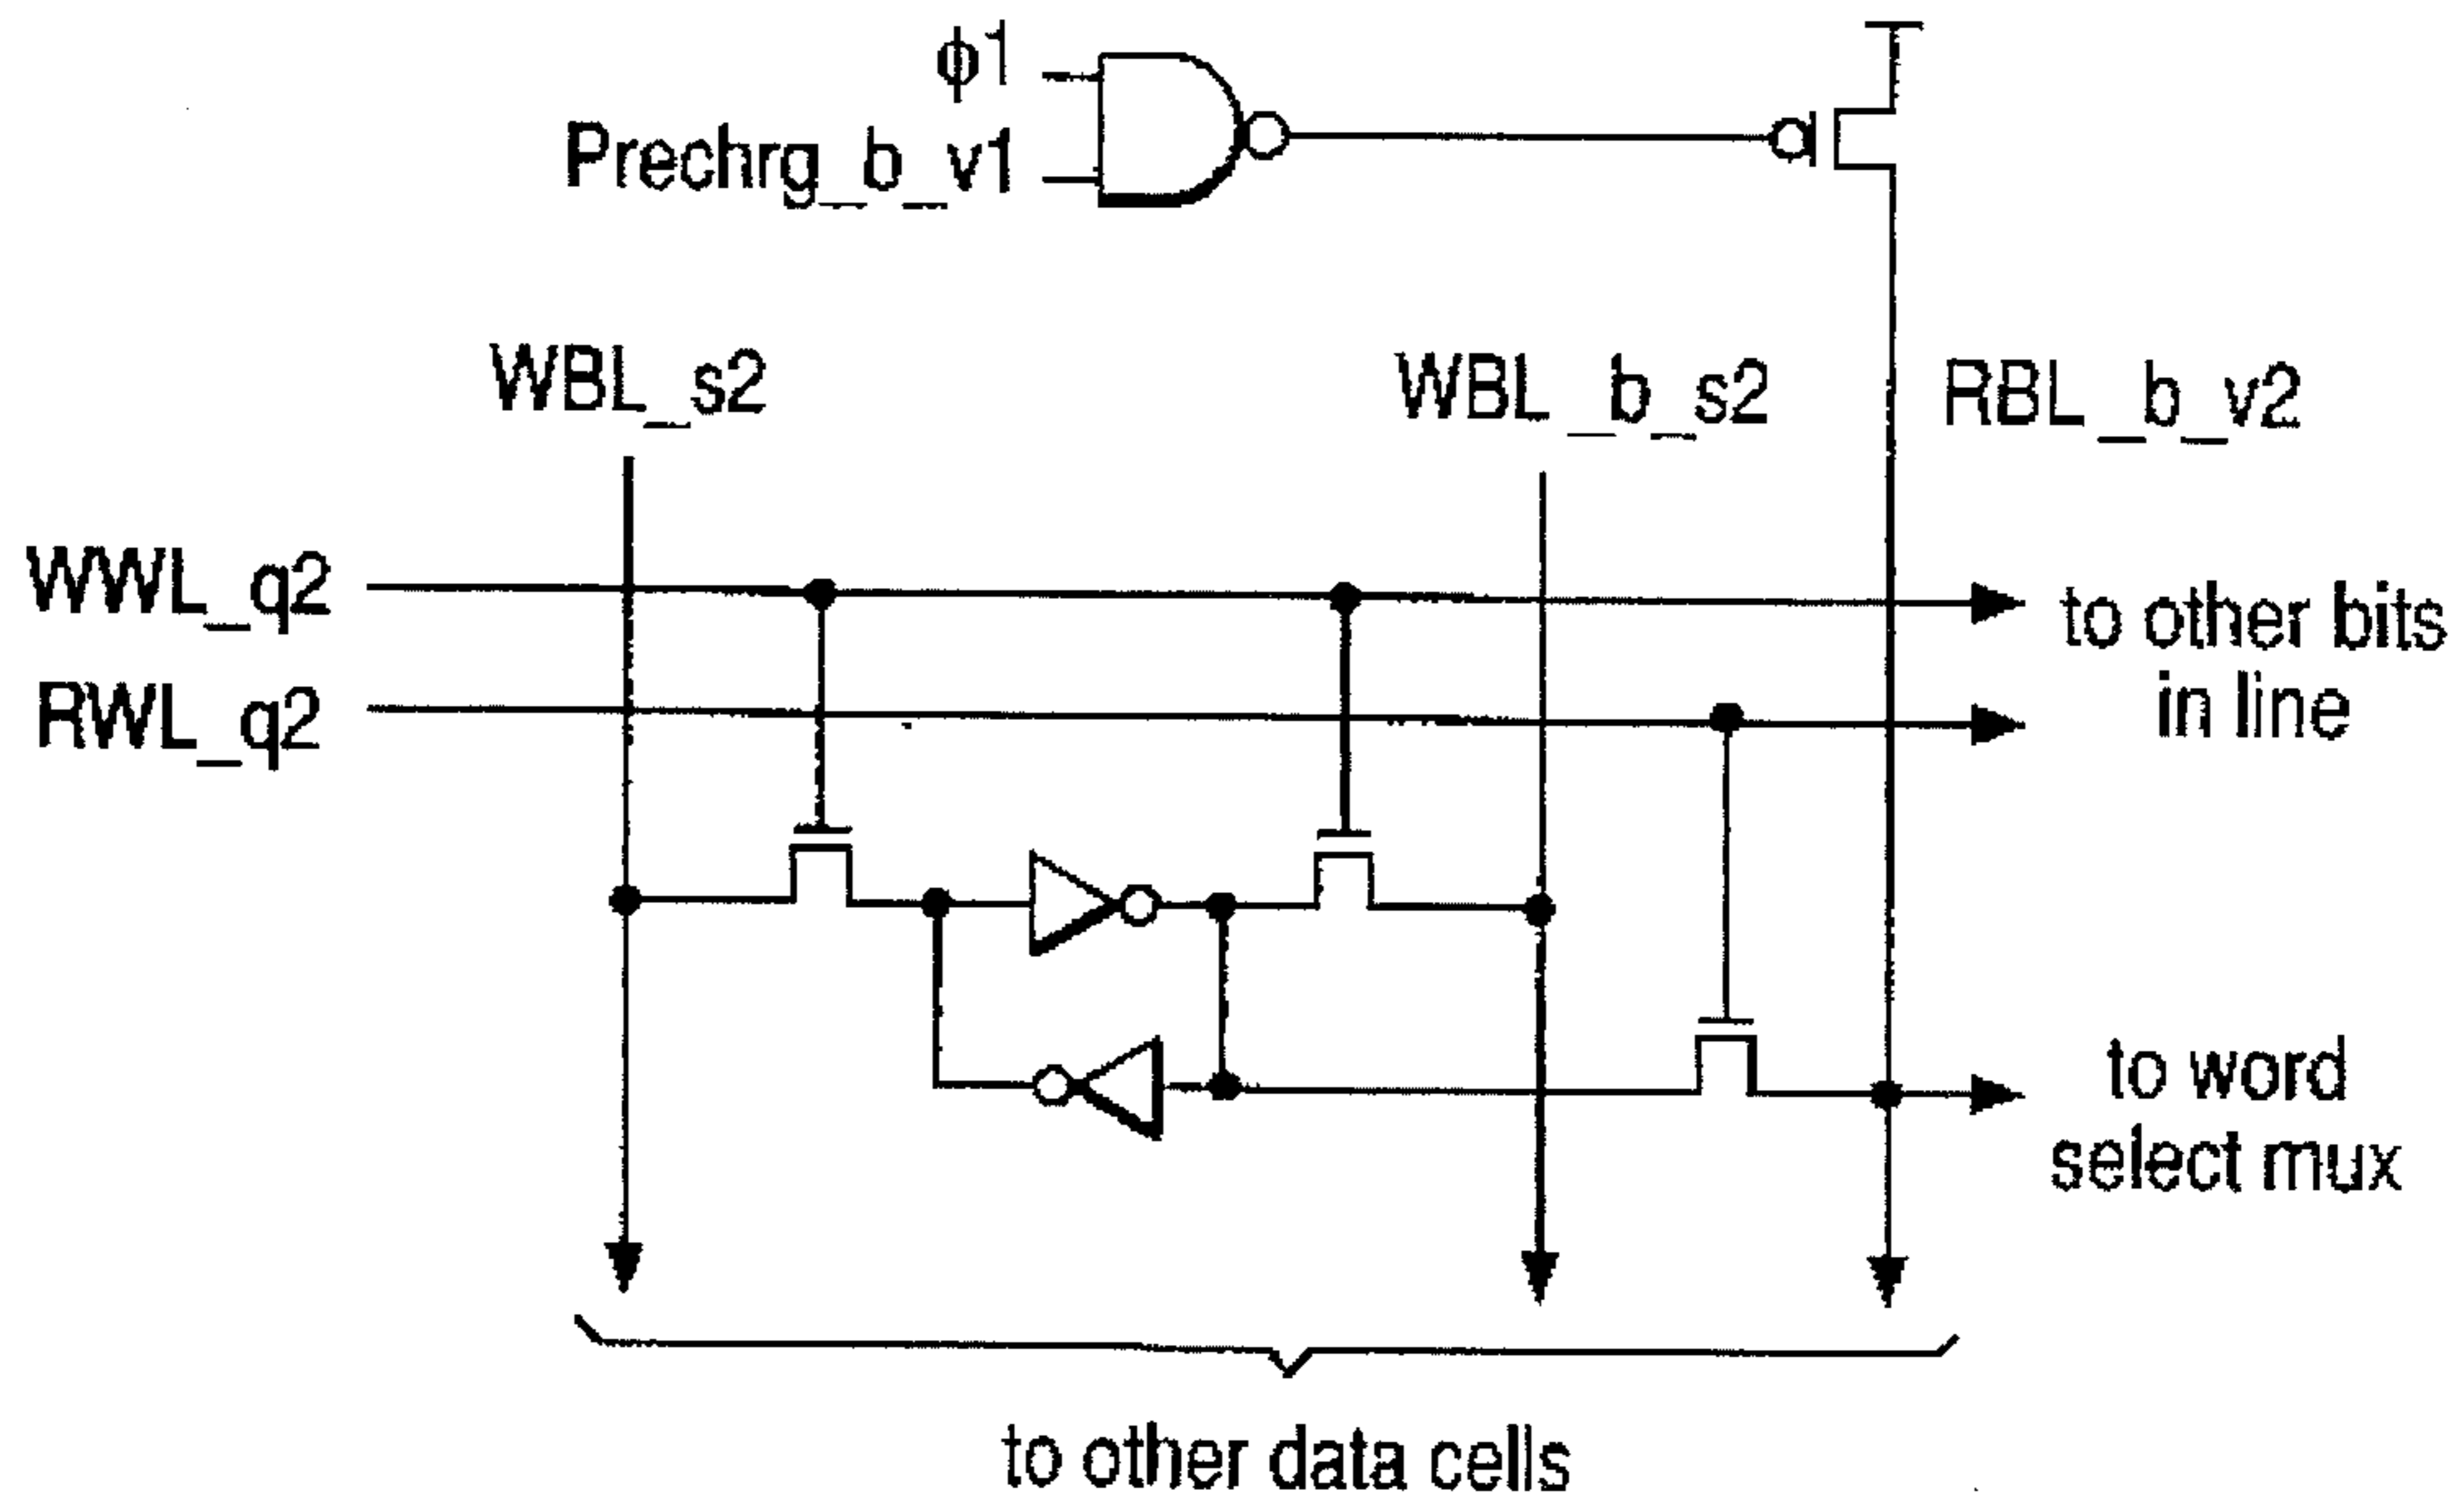 ϕ1
Prechrg_b_v1
WBL_s2
WBL_b_s2
RBL_b_v2
WWL_q2
RWL_q2
to other bits
in line
to word
select mux
to other data cells